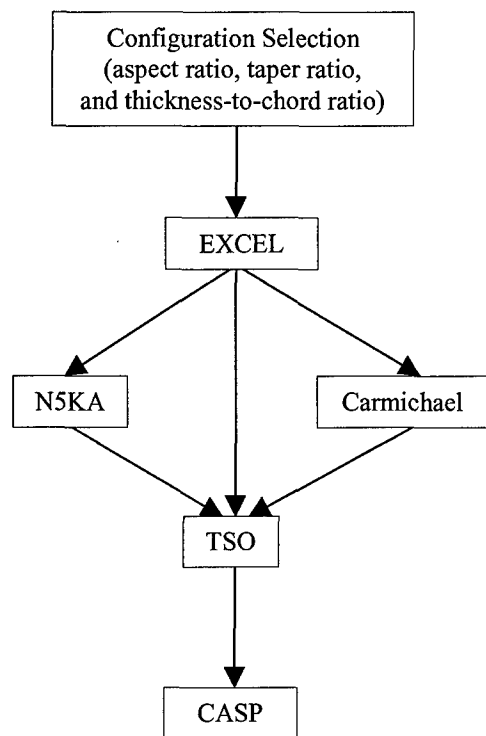 Configuration Selection
(aspect ratio, taper ratio,
and thickness-to-chord ratio)
EXCEL
N5KA
Carmichael
TSO
CASP